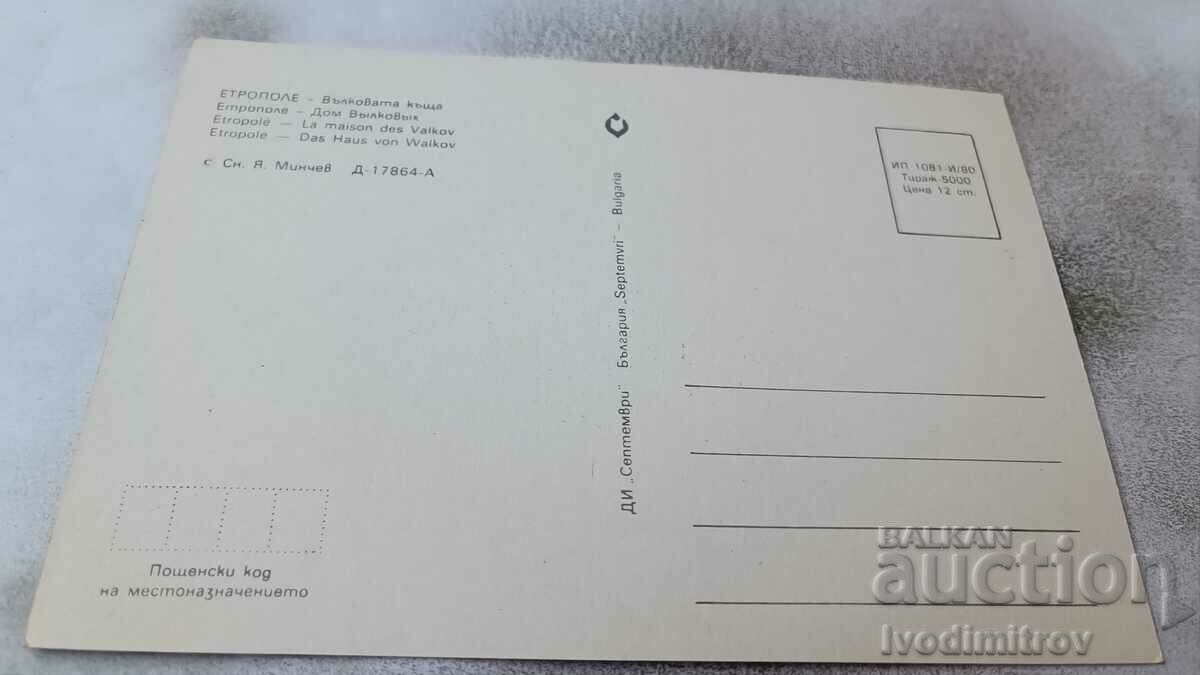 ЕТРОПОЛЕ – Вълковата къща
Етрополе – Дом Вылковых
Etropolé — La maison des Valkov
Etropole — Das Haus von Walkov
с Сн. Я. Минчев Д-17864-А
ДИ „Септември" България „Septemvri" – Bulgaria
ИП 1081-И/80
Тираж 5000
Цена 12 ст.
Пощенски код
на местоназначението
BALKAN
auction
Ivodimitrov